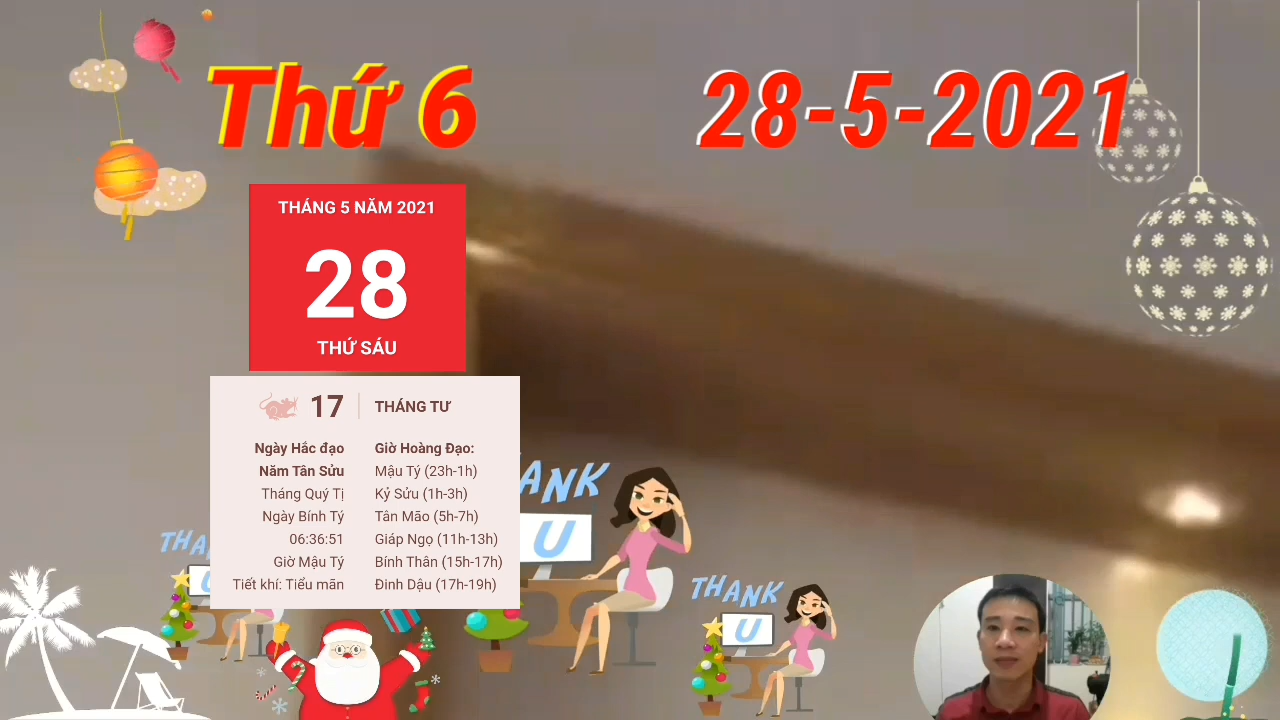 Thứ 6
28-5-2021
THÁNG 5 NĂM 2021
28
THỨ SÁU
17
THÁNG TƯ
Ngày Hắc đạo
Năm Tân Sửu
Tháng Quý Tị
Ngày Bính Tý
06:36:51
Giờ Mậu Tý
Tiết khí: Tiểu mãn
Giờ Hoàng Đạo:
Mậu Tý (23h-1h)
Kỷ Sửu (1h-3h)
Tân Mão (5h-7h)
Giáp Ngọ (11h-13h)
Bính Thân (15h-17h)
Đinh Dậu (17h-19h)
ANK
U
THANK
U